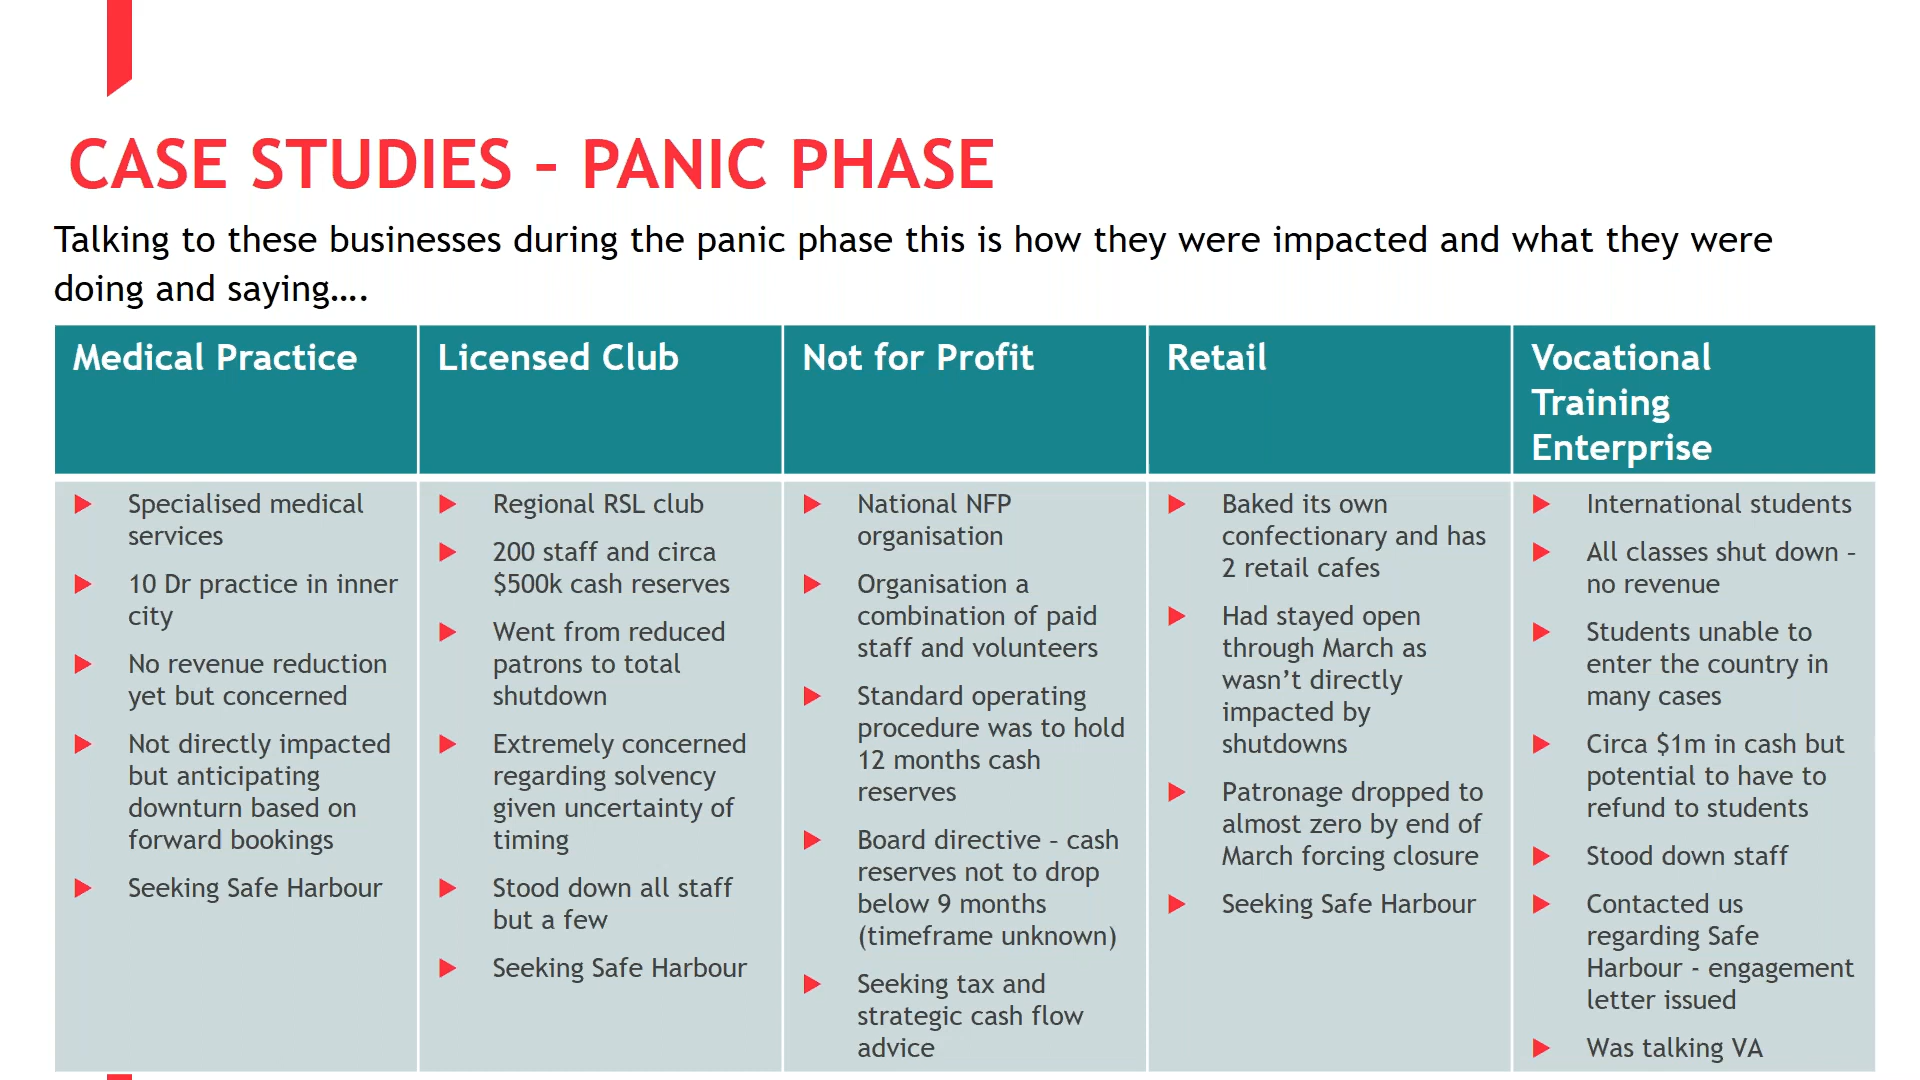 CASE STUDIES – PANIC PHASE
Talking to these businesses during the panic phase this is how they were impacted and what they were
doing and saying….
Medical Practice
Specialised medical
services
10 Dr practice in inner
city
No revenue reduction
yet but concerned
Not directly impacted
but anticipating
downturn based on
forward bookings
Seeking Safe Harbour
Licensed Club
Regional RSL club
200 staff and circa
$500k cash reserves
Went from reduced
patrons to total
shutdown
Extremely concerned
regarding solvency
given uncertainty of
timing
Stood down all staff
but a few
Seeking Safe Harbour
Not for Profit
National NFP
organisation
Organisation a
combination of paid
staff and volunteers
Standard operating
procedure was to hold
12 months cash
reserves
Board directive – cash
reserves not to drop
below 9 months
(timeframe unknown)
Seeking tax and
strategic cash flow
advice
Retail
Baked its own
confectionary and has
2 retail cafes
Had stayed open
through March as
wasn’t directly
impacted by
shutdowns
Patronage dropped to
almost zero by end of
March forcing closure
Seeking Safe Harbour
Vocational
Training
Enterprise
International students
All classes shut down –
no revenue
Students unable to
enter the country in
many cases
Circa $1m in cash but
potential to have to
refund to students
Stood down staff
Contacted us
regarding Safe
Harbour - engagement
letter issued
Was talking VA